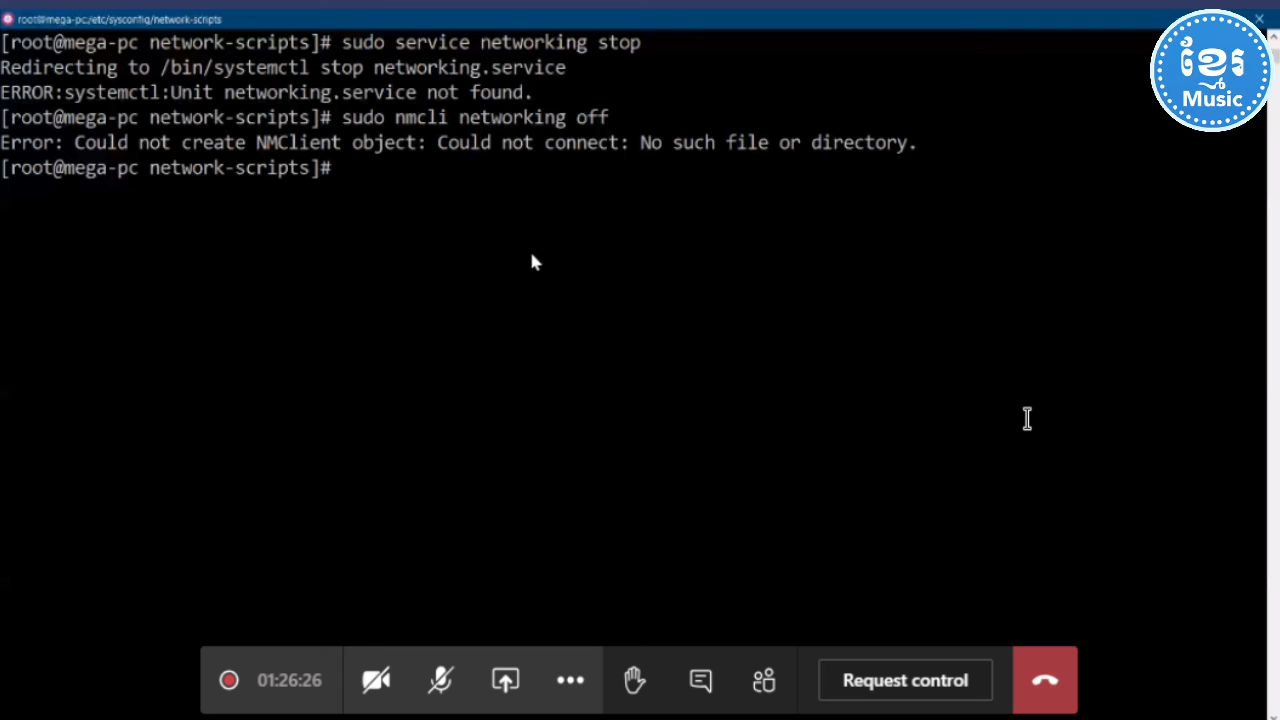 root@mega-pc:/etc/sysconfig/network-scripts
[root@mega-pc network-scripts]# sudo service networking stop
Redirecting to /bin/systemctl stop networking.service
ERROR:systemctl:Unit networking.service not found.
[root@mega-pc network-scripts]# sudo nmcli networking off
Error: Could not create NMClient object: Could not connect: No such file or directory.
[root@mega-pc network-scripts]#
ខ្មែរ
Music
01:26:26
Request control